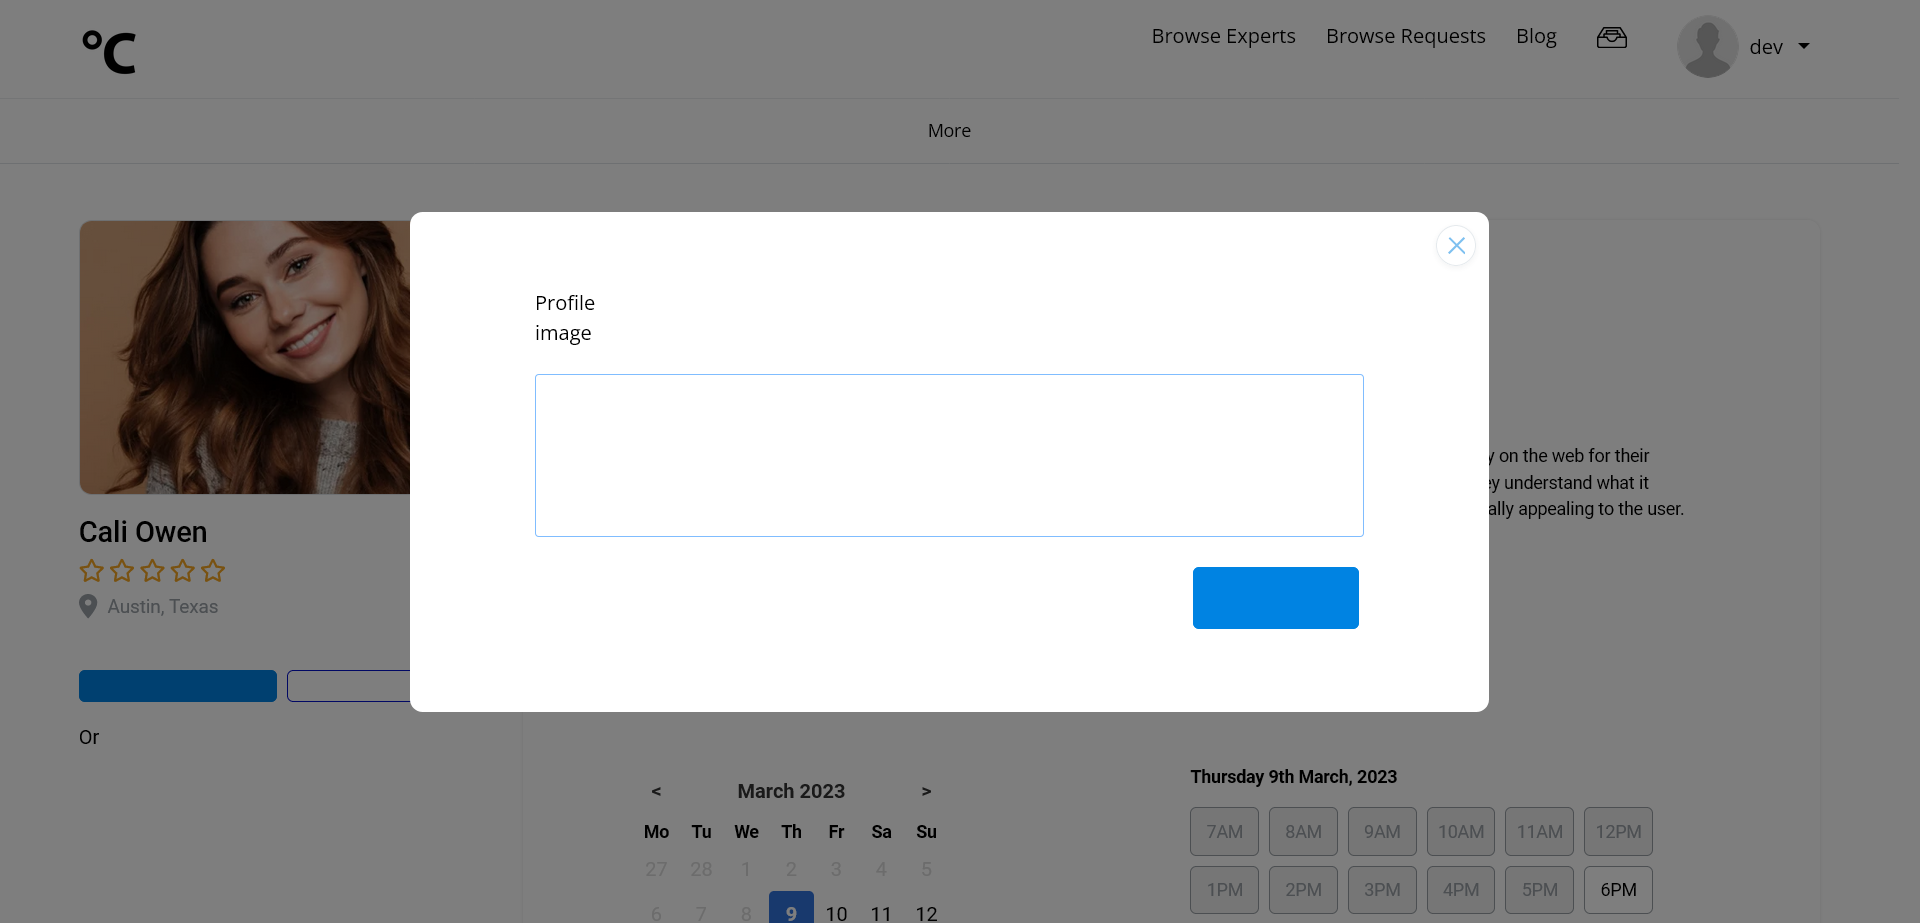 °C
Browse Experts
Browse Requests
Blog
dev
More
Profile
image
y on the web for their
ey understand what it
ally appealing to the user.
Cali Owen
Austin, Texas
Or
< March 2023 >
Mo Tu We Th Fr Sa Su
27 28 1 2 3 4 5
6 7 8 9 10 11 12
Thursday 9th March, 2023
7AM 8AM 9AM 10AM 11AM 12PM
1PM 2PM 3PM 4PM 5PM 6PM